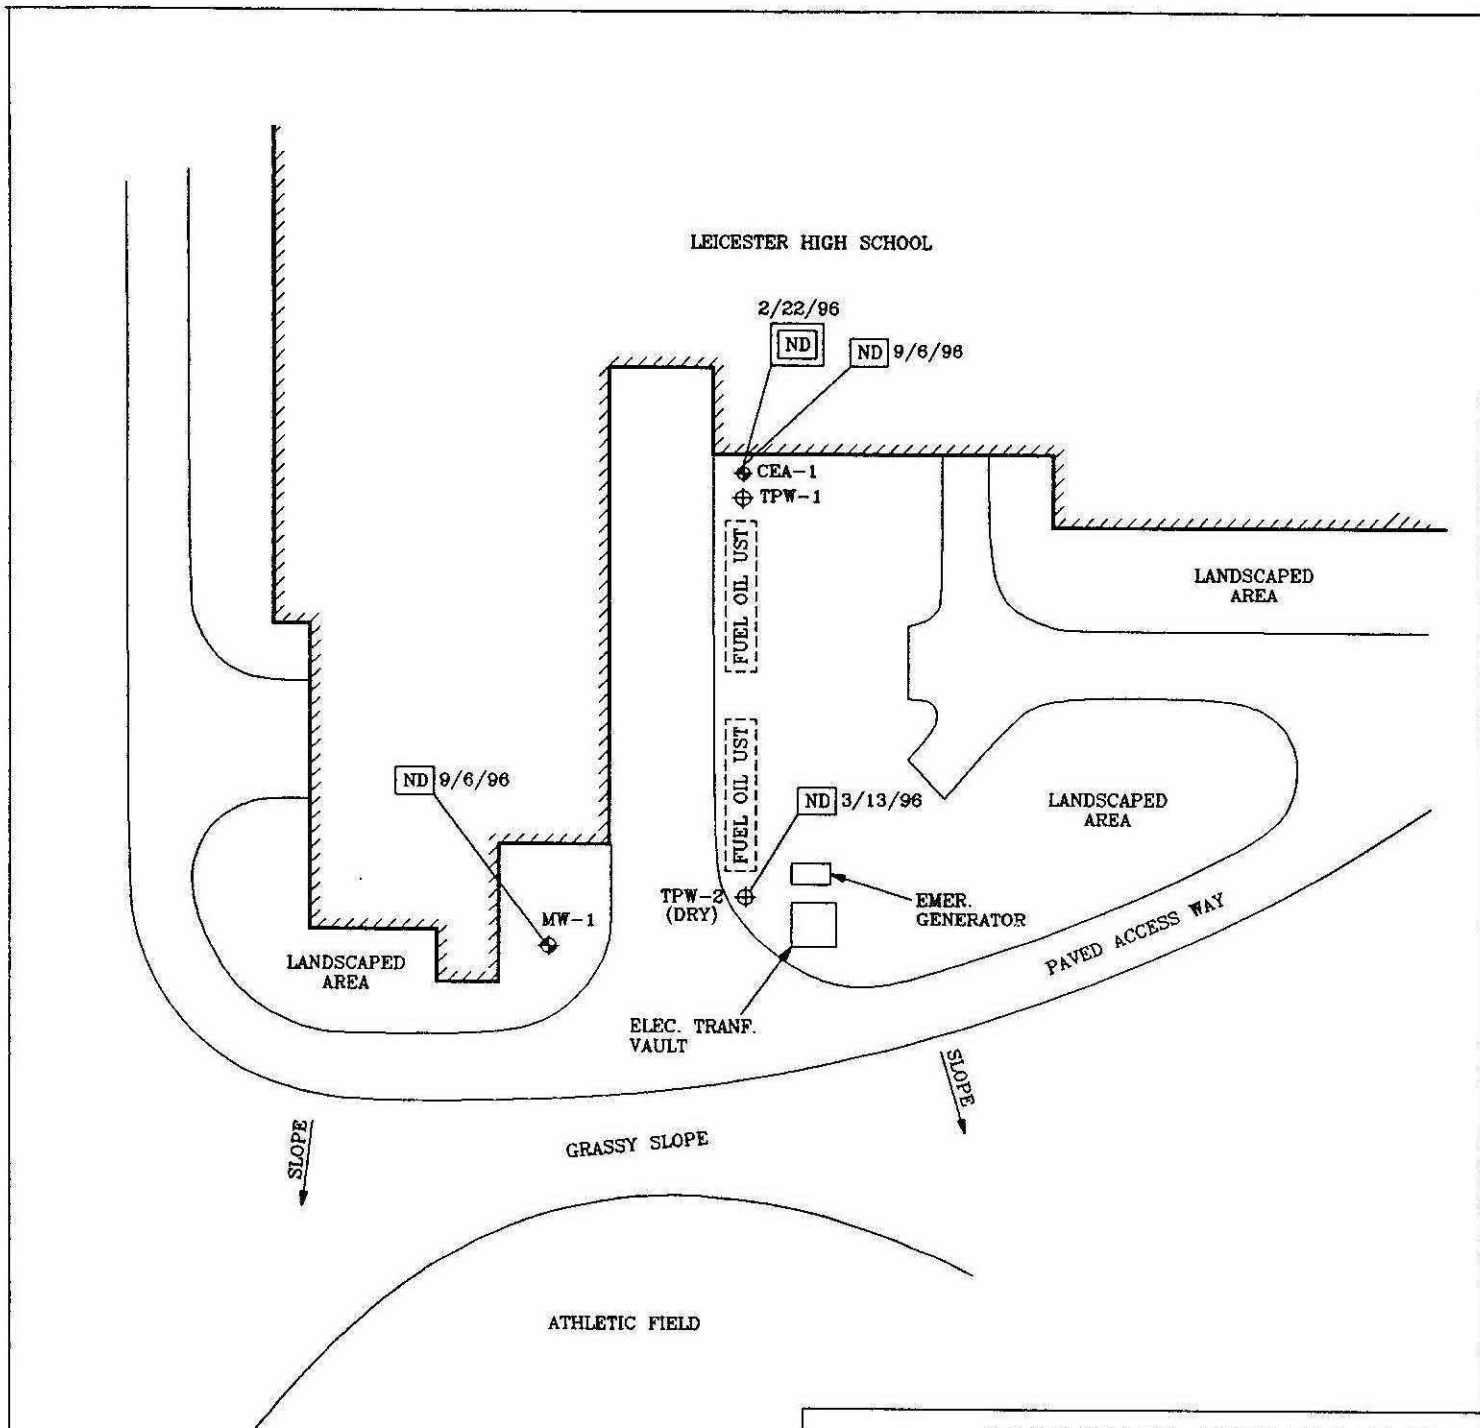 LEICESTER HIGH SCHOOL
2/22/96
ND
ND 9/6/96
CEA-1
TPW-1
FUEL OIL UST
LANDSCAPED
AREA
FUEL OIL UST
ND 9/6/96
ND 3/13/96
LANDSCAPED
AREA
TPW-2
(DRY)
EMER.
GENERATOR
MW-1
PAVED ACCESS WAY
LANDSCAPED
AREA
ELEC. TRANF.
VAULT
SLOPE
SLOPE
GRASSY SLOPE
ATHLETIC FIELD